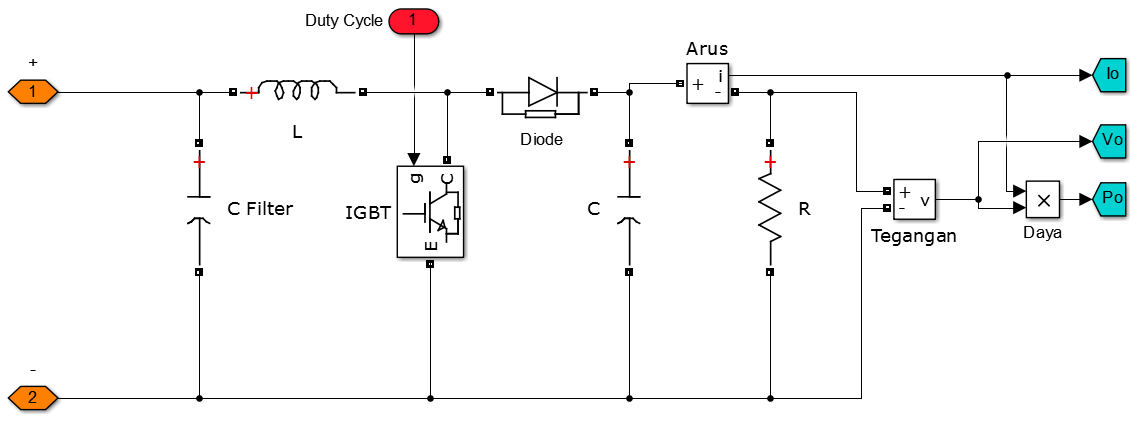 Duty Cycle
1
+
1
L
Diode
Arus
+
i
-
Io
Vo
Po
C Filter
IGBT
g
C
E
C
R
+
-
v
Tegangan
×
Daya
-
2